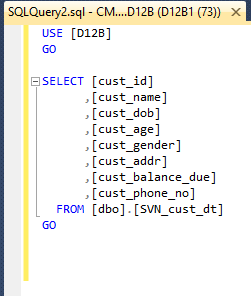 SQLQuery2.sql - CM....D12B (D12B1 (73))
USE [D12B]
GO
SELECT [cust_id]
,[cust_name]
,[cust_dob]
,[cust_age]
,[cust_gender]
,[cust_addr]
,[cust_balance_due]
,[cust_phone_no]
FROM [dbo].[SVN_cust_dt]
GO